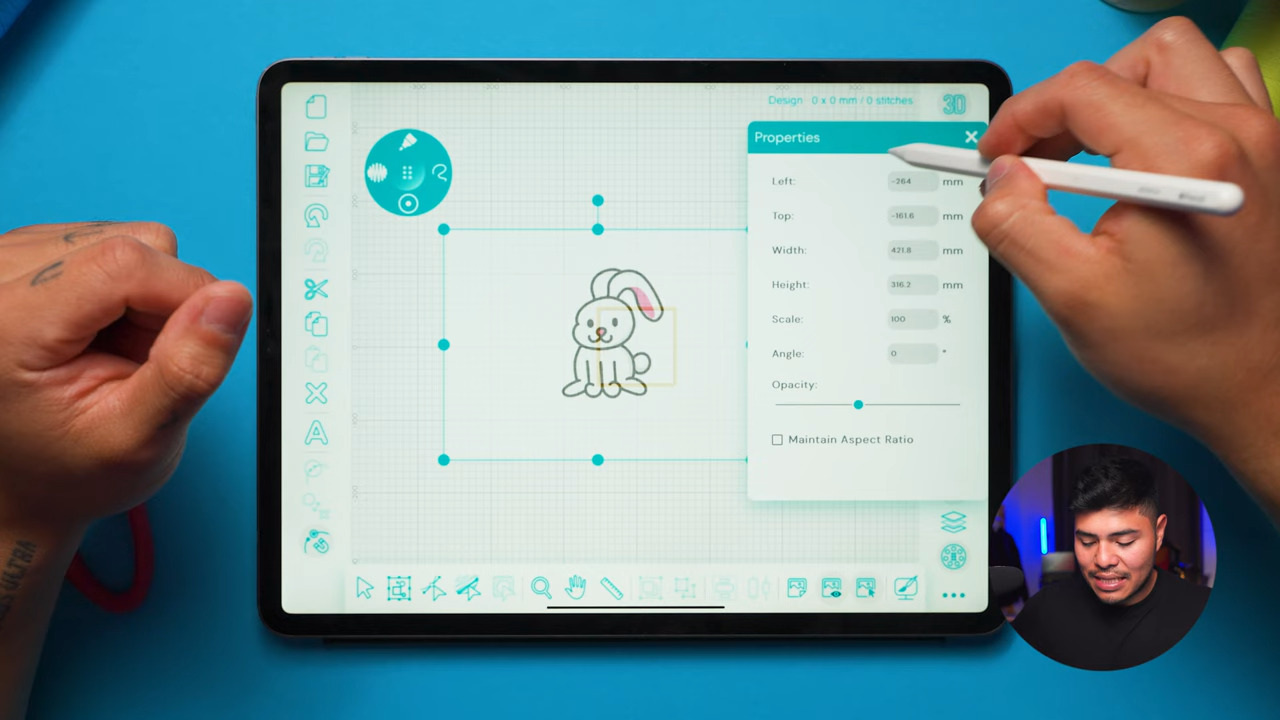 Design 0 x 0 mm / 0 stitches
3D
Properties
Left: -264 mm
Top: -161.6 mm
Width: 421.8 mm
Height: 316.2 mm
Scale: 100 %
Angle: 0 °
Opacity:
Maintain Aspect Ratio
A